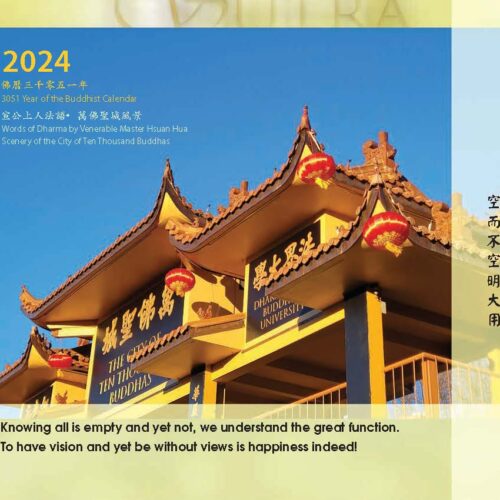 SUTRA
2024
佛曆三千零五一年
3051 Year of the Buddhist Calendar
宣公上人法語• 萬佛聖城風景
Words of Dharma by Venerable Master Hsuan Hua
Scenery of the City of Ten Thousand Buddhas
空而不空明大用
法界大學
UNIVERSITY
萬佛聖城
THE CITY OF
TEN THOUSAND
BUDDHAS
Knowing all is empty and yet not, we understand the great function.
To have vision and yet be without views is happiness indeed!